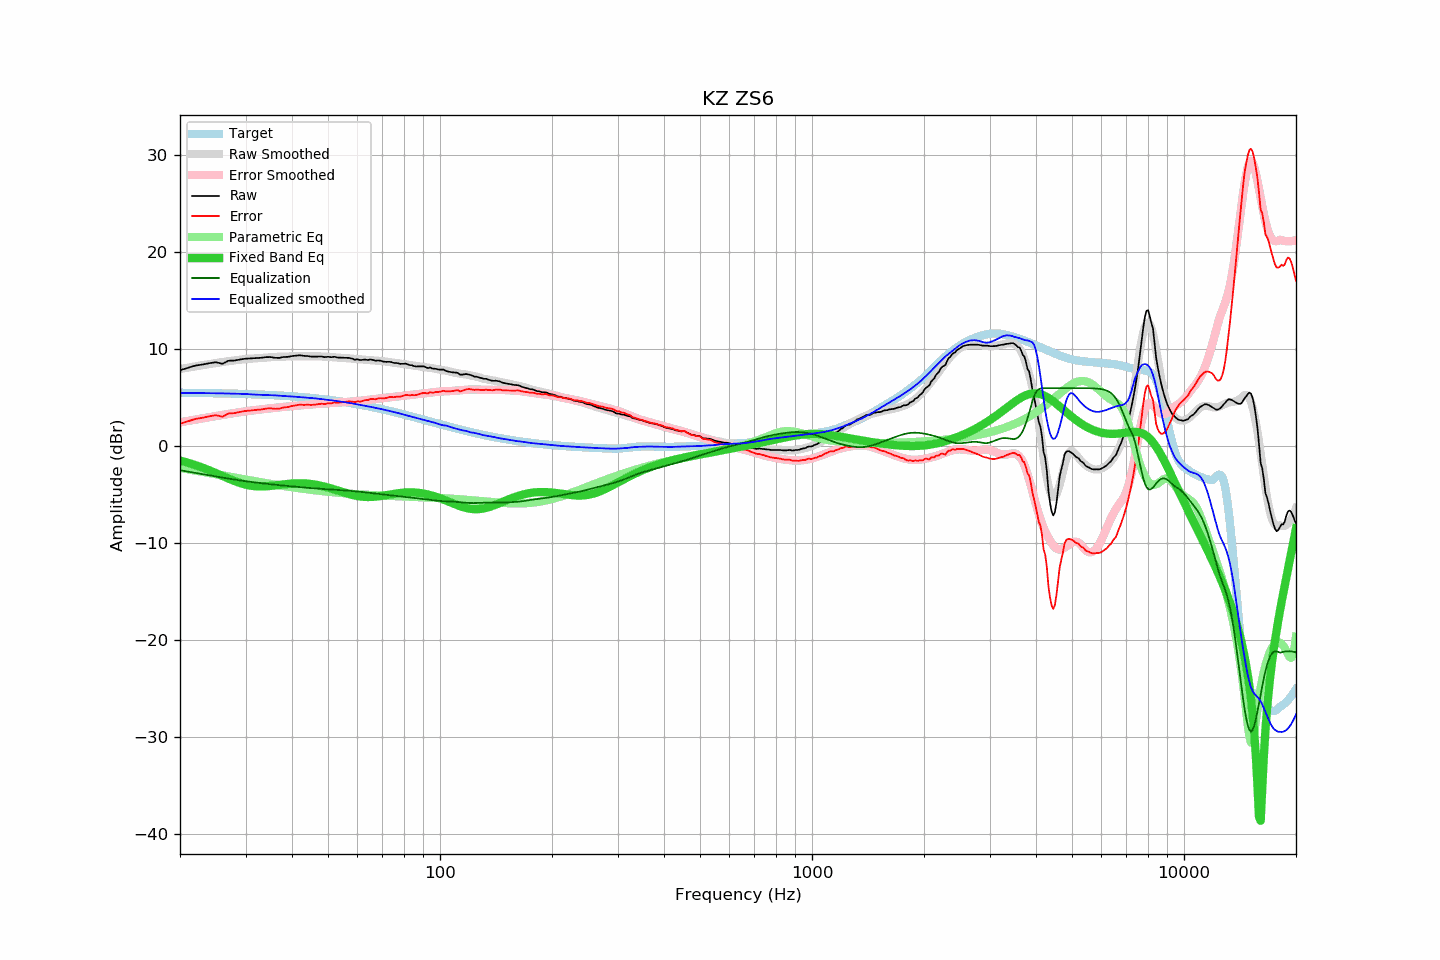 KZ ZS6
Target
Raw Smoothed
Error Smoothed
Raw
Error
Parametric Eq
Fixed Band Eq
Equalization
Equalized smoothed
30
20
10
0
−10
−20
−30
−40
Amplitude (dBr)
100
1000
10000
Frequency (Hz)